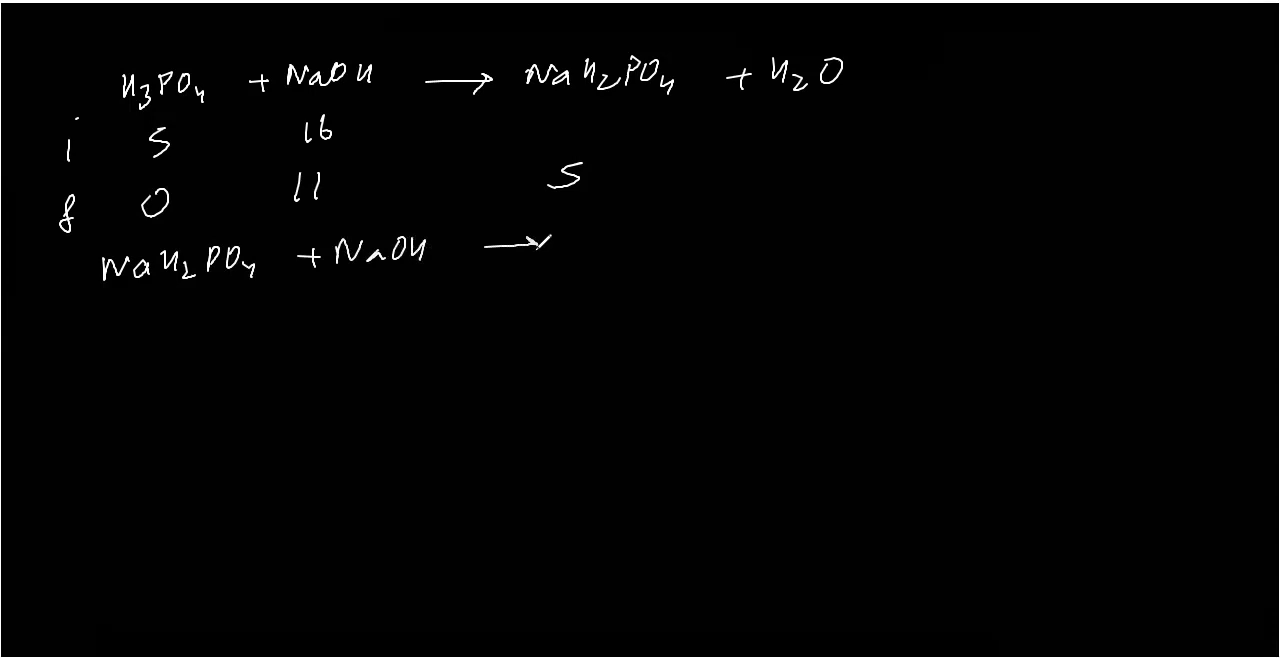 H₃PO₄ + NaOH → NaH₂PO₄ + H₂O
i 5 16
f 0 11 5
NaH₂PO₄ + NaOH →